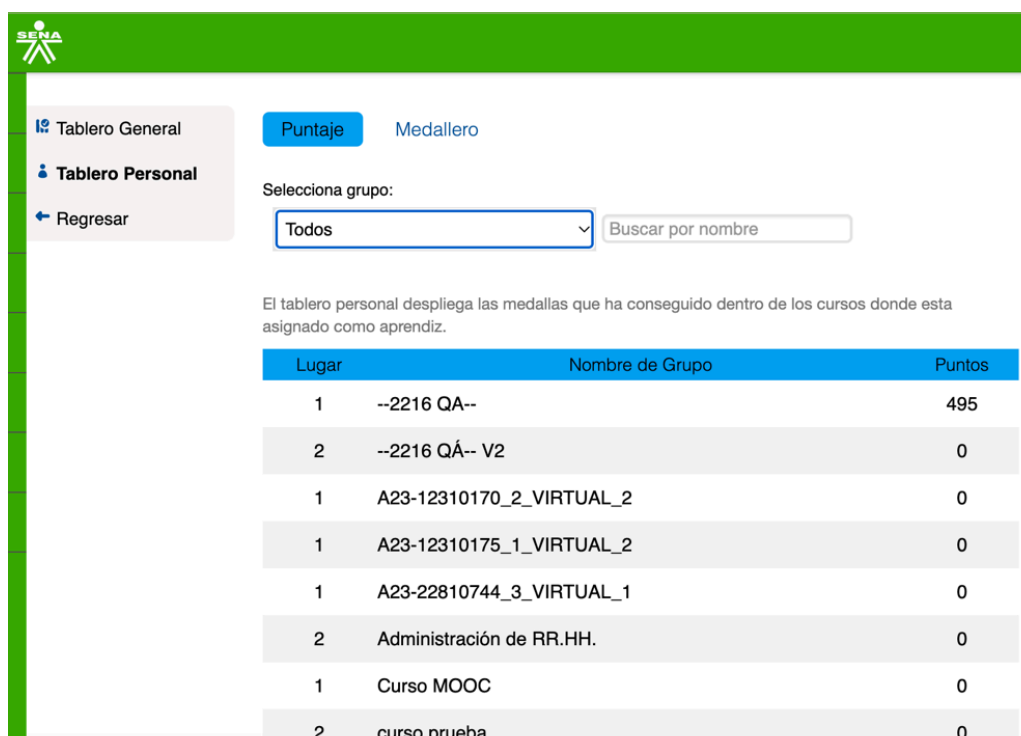 SENA
Tablero General
Tablero Personal
Regresar
Puntaje Medallero
Selecciona grupo:
Todos Buscar por nombre
El tablero personal despliega las medallas que ha conseguido dentro de los cursos donde esta
asignado como aprendiz.
Lugar Nombre de Grupo Puntos
1 --2216 QA-- 495
2 --2216 QÁ-- V2 0
1 A23-12310170_2_VIRTUAL_2 0
1 A23-12310175_1_VIRTUAL_2 0
1 A23-22810744_3_VIRTUAL_1 0
2 Administración de RR.HH. 0
1 Curso MOOC 0
2 curso prueba 0